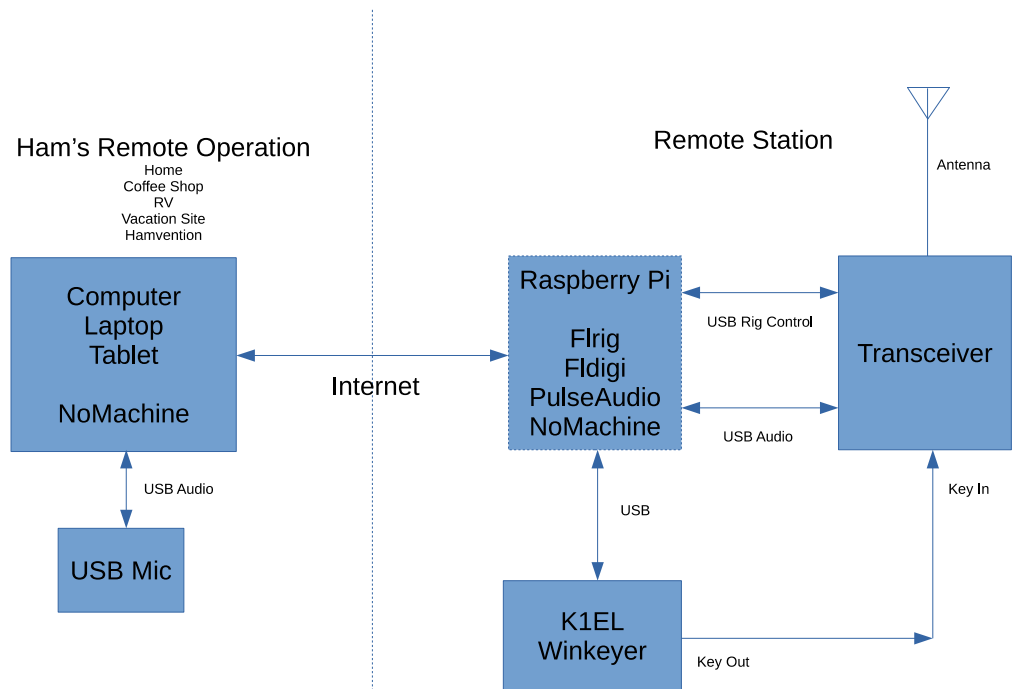 Ham’s Remote Operation
Home
Coffee Shop
RV
Vacation Site
Hamvention
Computer
Laptop
Tablet
NoMachine
USB Audio
USB Mic
Internet
Remote Station
Antenna
Raspberry Pi
Flrig
Fldigi
PulseAudio
NoMachine
USB Rig Control
USB Audio
Transceiver
USB
Key In
K1EL
Winkeyer
Key Out